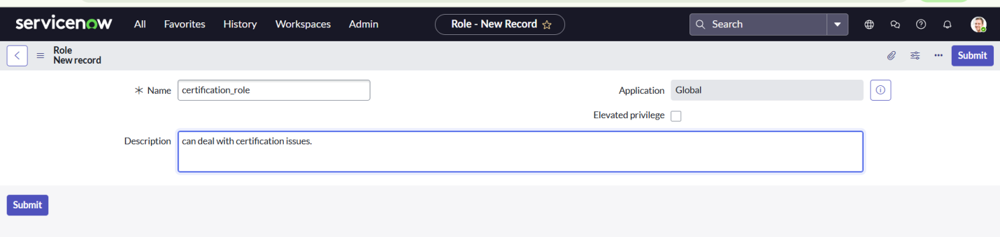 servicenow All Favorites History Workspaces Admin Role - New Record Search
Role
New record
Submit
Name certification_role Application Global
Elevated privilege
Description can deal with certification issues.
Submit